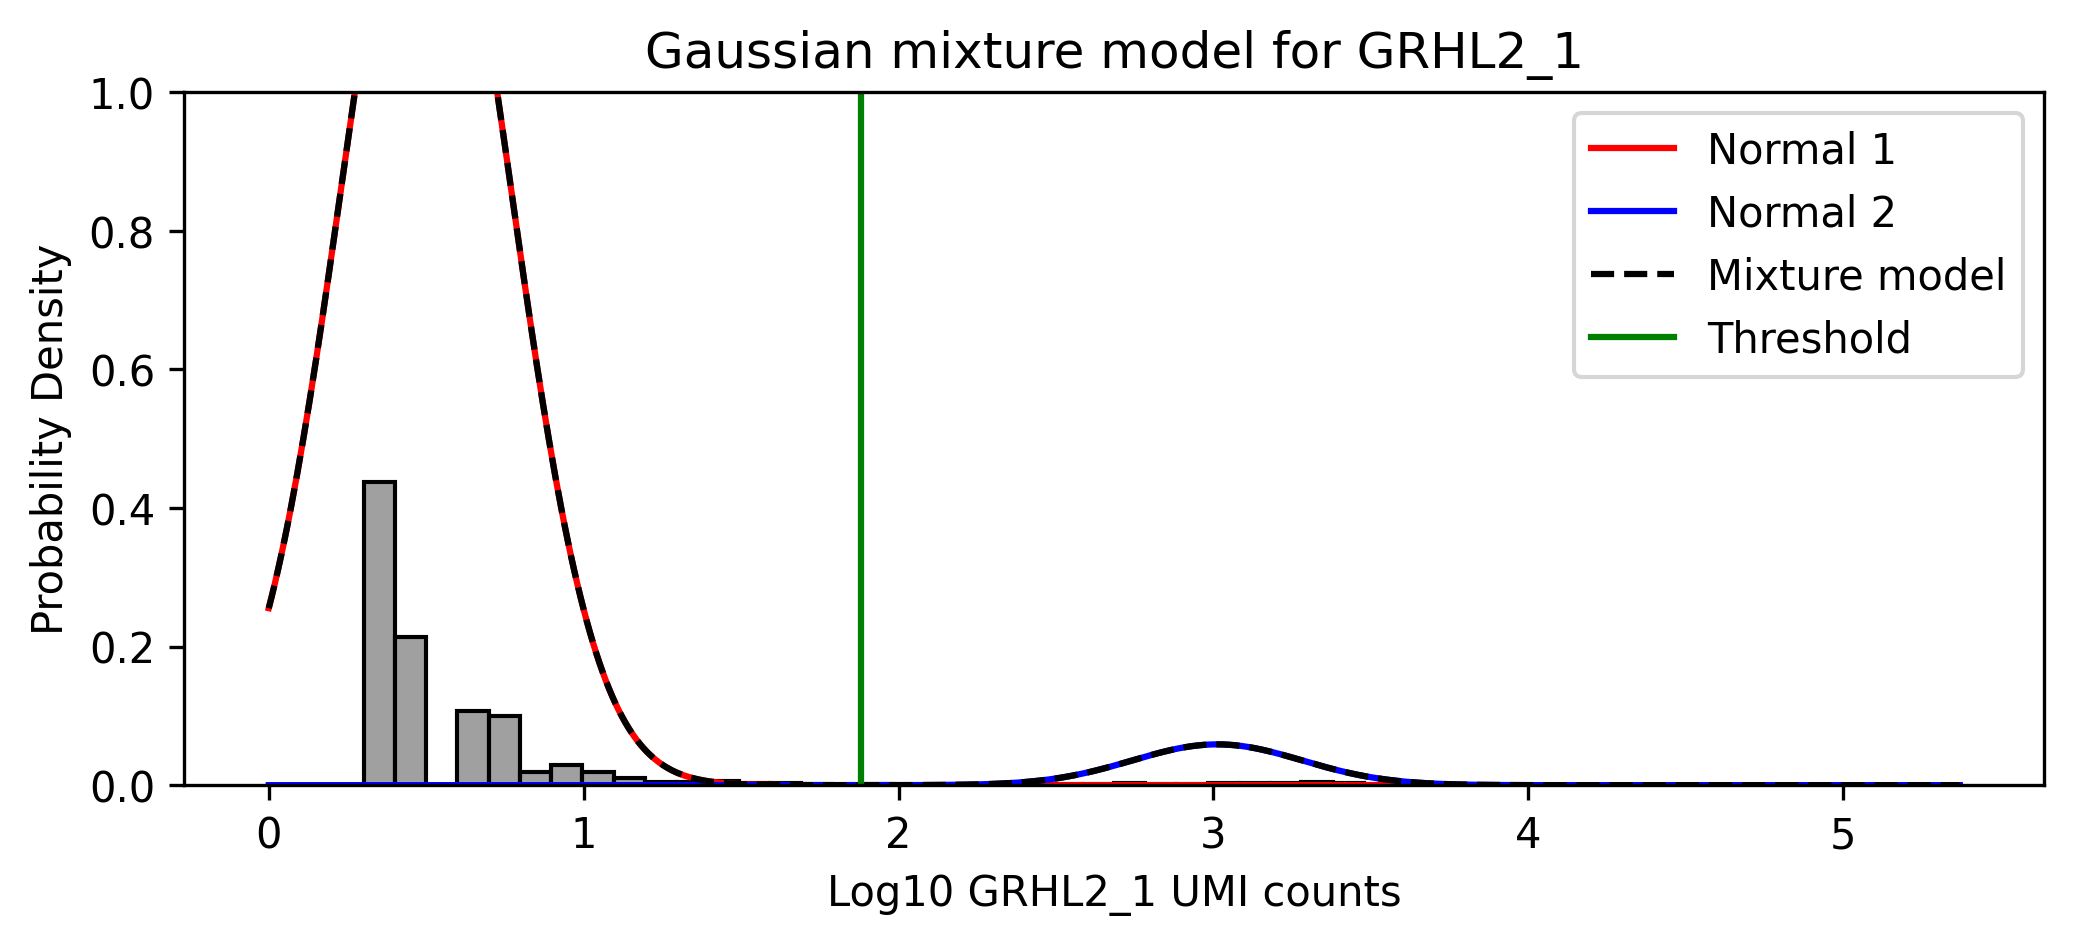 Gaussian mixture model for GRHL2_1
Probability Density
1.0
0.8
0.6
0.4
0.2
0.0
0 1 2 3 4 5
Log10 GRHL2_1 UMI counts
Normal 1
Normal 2
Mixture model
Threshold